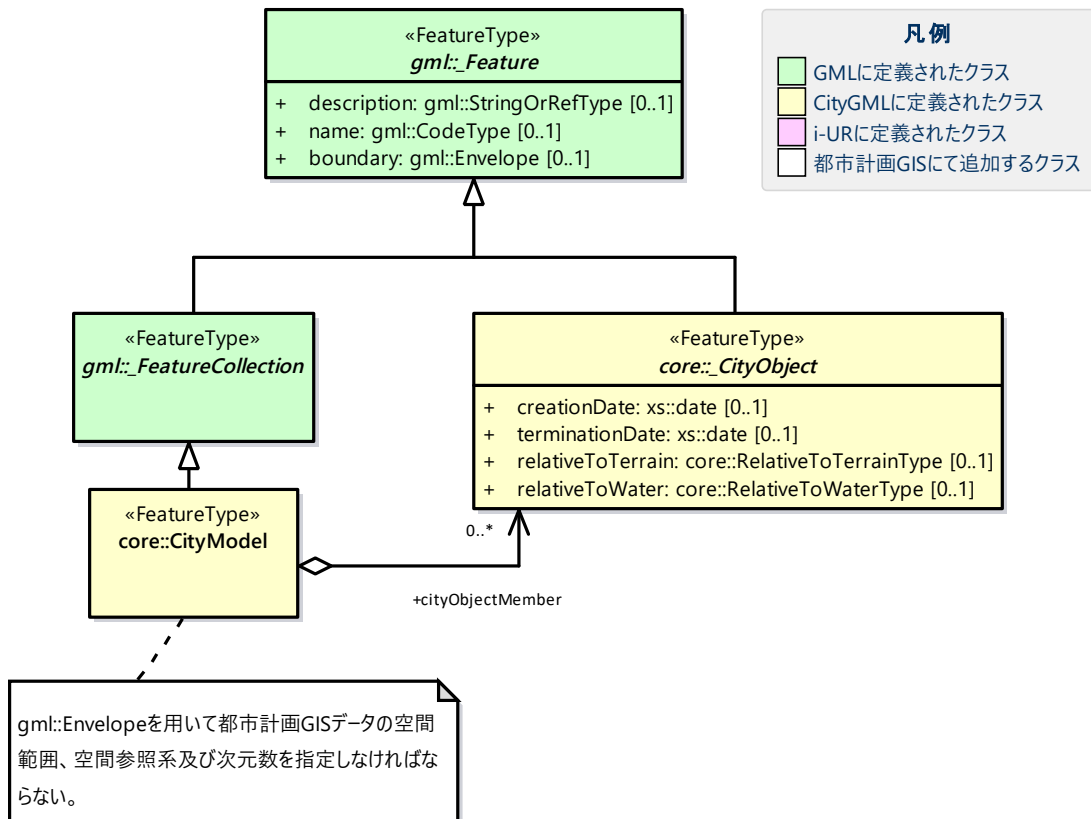 «FeatureType»
gml::_Feature
+ description: gml::StringOrRefType [0..1]
+ name: gml::CodeType [0..1]
+ boundary: gml::Envelope [0..1]
凡例
GMLに定義されたクラス
CityGMLに定義されたクラス
i-URに定義されたクラス
都市計画GISにて追加するクラス
«FeatureType»
gml::_FeatureCollection
«FeatureType»
core::_CityObject
+ creationDate: xs::date [0..1]
+ terminationDate: xs::date [0..1]
+ relativeToTerrain: core::RelativeToTerrainType [0..1]
+ relativeToWater: core::RelativeToWaterType [0..1]
«FeatureType»
core::CityModel
0..*
+cityObjectMember
gml::Envelopeを用いて都市計画GISデータの空間
範囲、空間参照系及び次元数を指定しなければな
らない。